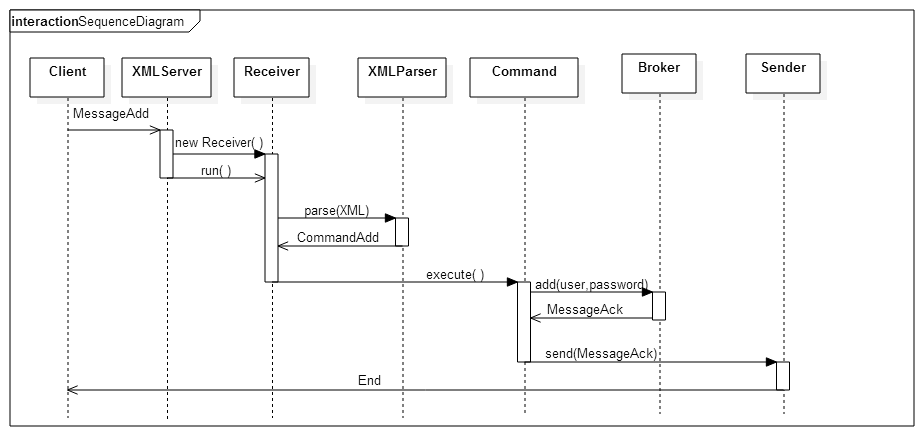 interactionSequenceDiagram
Client
XMLServer
Receiver
XMLParser
Command
Broker
Sender
MessageAdd
new Receiver( )
run( )
parse(XML)
CommandAdd
execute( )
add(user,password)
MessageAck
send(MessageAck)
End